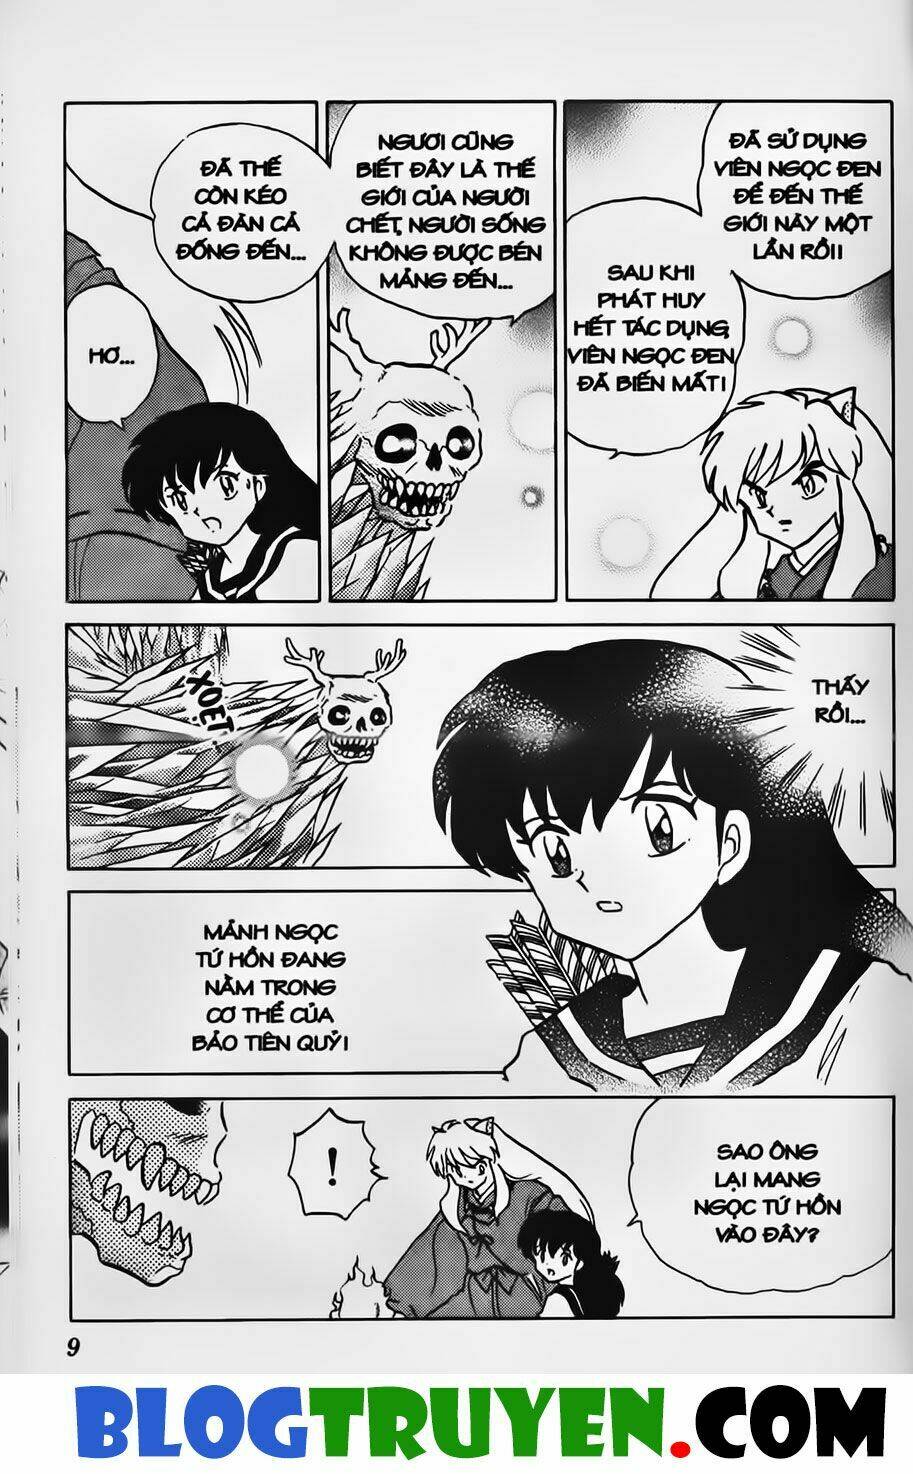 ĐÃ SỬ DỤNG
VIÊN NGỌC ĐEN
ĐỂ ĐẾN THẾ
GIỚI NÀY MỘT
LẦN RỒI!
SAU KHI
PHÁT HUY
HẾT TÁC DỤNG,
VIÊN NGỌC ĐEN
ĐÃ BIẾN MẤT!
NGƯƠI CŨNG
BIẾT ĐÂY LÀ THẾ
GIỚI CỦA NGƯỜI
CHẾT, NGƯỜI SỐNG
KHÔNG ĐƯỢC BÉN
MẢNG ĐẾN...
ĐÃ THẾ
CÒN KÉO
CẢ ĐÀN CẢ
ĐỐNG ĐẾN...
HƠ...
THẤY
RỒI...
XOẸT
MẢNH NGỌC
TỨ HỒN ĐANG
NẰM TRONG
CƠ THỂ CỦA
BẢO TIÊN QUỶ!
SAO ÔNG
LẠI MANG
NGỌC TỨ HỒN
VÀO ĐÂY?
!
9
BLOGTRUYEN.COM